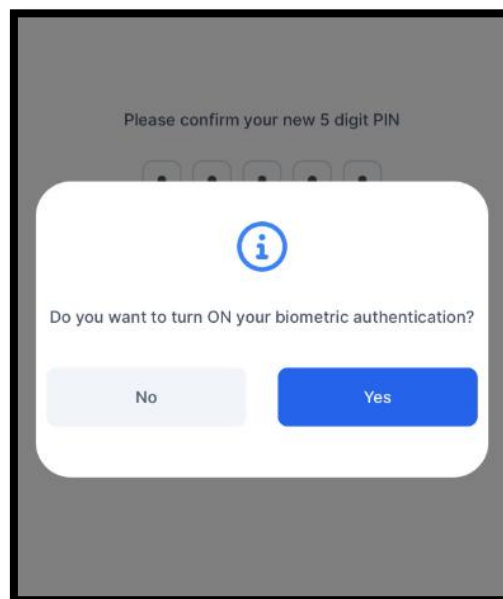 Please confirm your new 5 digit PIN
Do you want to turn ON your biometric authentication?
No
Yes